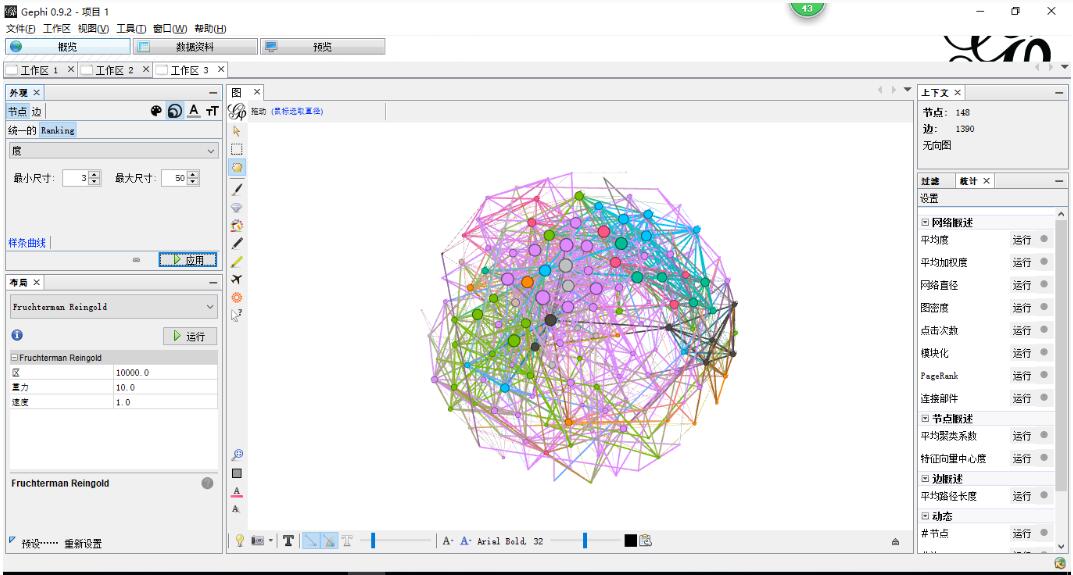 Gephi 0.9.2 - 项目 1
43
文件(F) 工作区 视图(V) 工具(T) 窗口(W) 帮助(H)
概览 数据资料 预览
工作区 1 工作区 2 工作区 3
外观
节点 边
统一的 Ranking
度
最小尺寸: 3 最大尺寸: 50
样条曲线
应用
布局
Fruchterman Reingold
运行
Fruchterman Reingold
区 10000.0
重力 10.0
速度 1.0
Fruchterman Reingold
预设…… 重新设置
图
拖动 (鼠标选取直径)
Arial Bold, 32
上下文
节点: 148
边: 1390
无向图
过滤 统计
设置
网络概述
平均度 运行
平均加权度 运行
网络直径 运行
图密度 运行
点击次数 运行
模块化 运行
PageRank 运行
连接部件 运行
节点概述
平均聚类系数 运行
特征向量中心度 运行
边概述
平均路径长度 运行
动态
#节点 运行